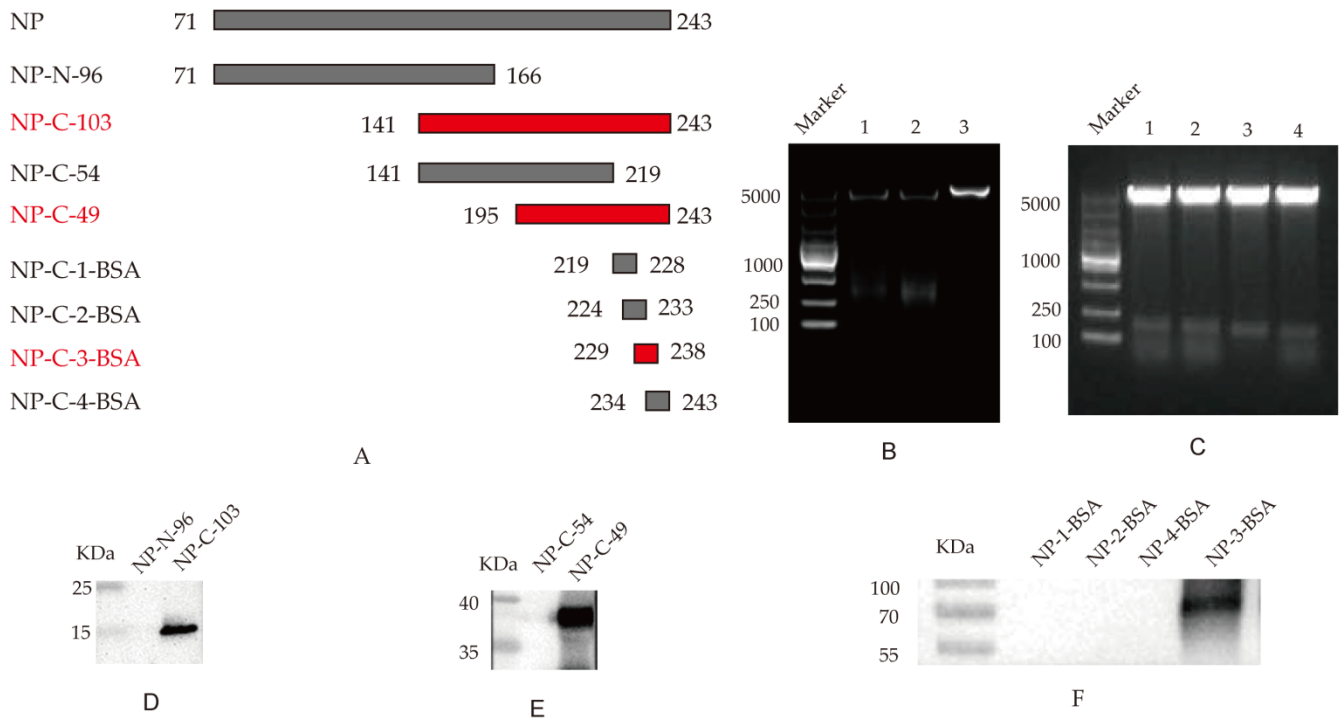 NP 71 243
NP-N-96 71 166
NP-C-103 141 243
NP-C-54 141 219
NP-C-49 195 243
NP-C-1-BSA 219 228
NP-C-2-BSA 224 233
NP-C-3-BSA 229 238
NP-C-4-BSA 234 243
A
Marker 1 2 3
5000
1000
250
100
B
Marker 1 2 3 4
5000
1000
250
100
C
KDa NP-N-96 NP-C-103
25
15
D
KDa NP-C-54 NP-C-49
40
35
E
KDa NP-1-BSA NP-2-BSA NP-4-BSA NP-3-BSA
100
70
55
F